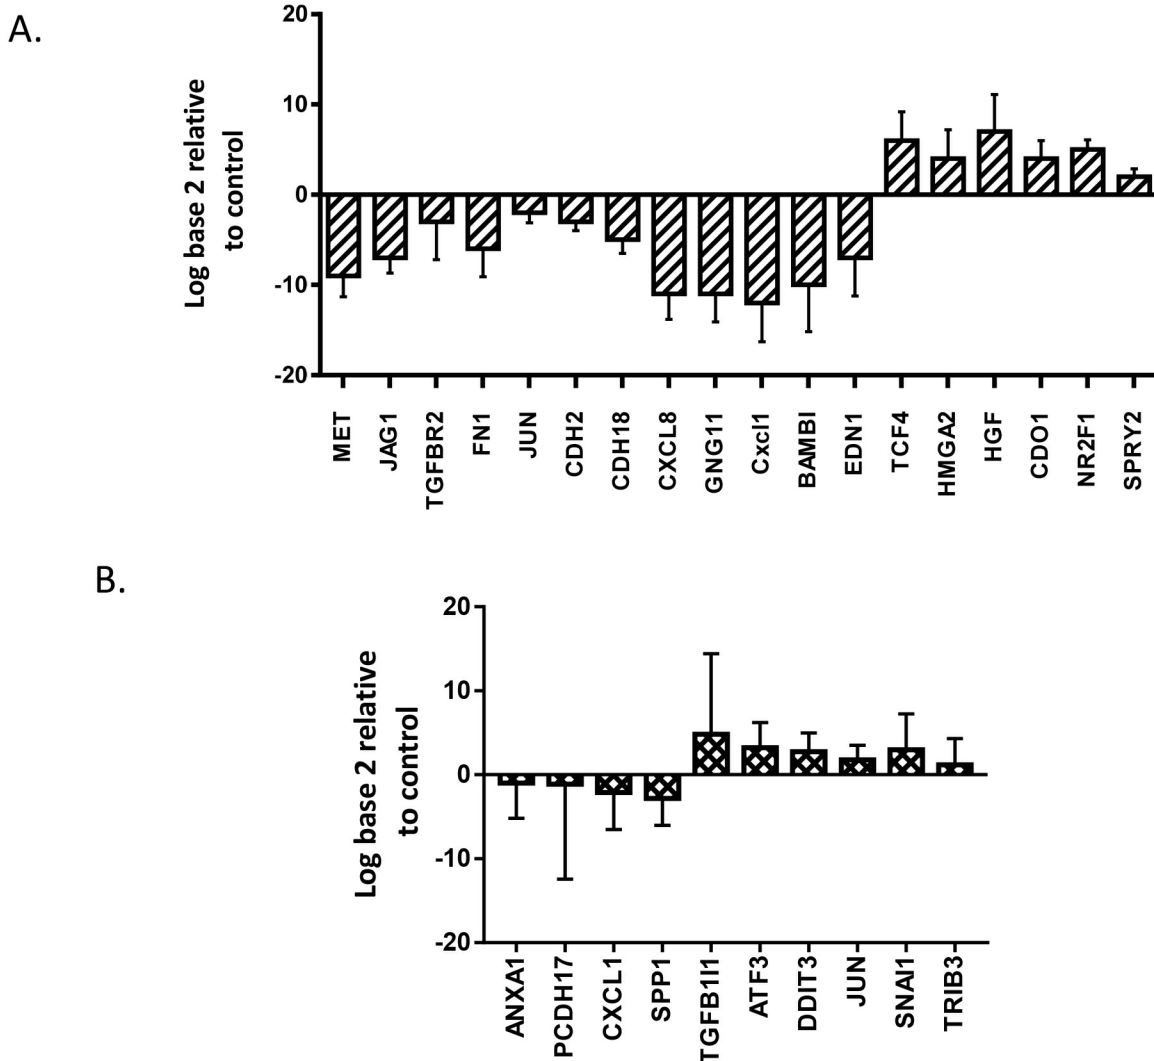 A.
Log base 2 relative
to control
20
10
0
-10
-20
MET
JAG1
TGFBR2
FN1
JUN
CDH2
CDH18
CXCL8
GNG11
Cxcl1
BAMBI
EDN1
TCF4
HMGA2
HGF
CDO1
NR2F1
SPRY2
B.
Log base 2 relative
to control
20
10
0
-10
-20
ANXA1
PCDH17
CXCL1
SPP1
TGFB1I1
ATF3
DDIT3
JUN
SNAI1
TRIB3